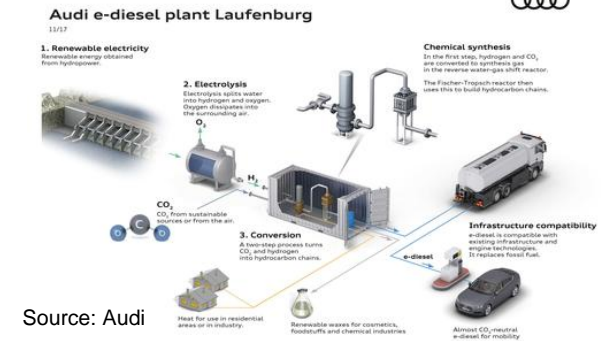 Audi e-diesel plant Laufenburg
11/17
1. Renewable electricity
Renewable energy obtained
from hydropower.
2. Electrolysis
Electrolysis splits water
into hydrogen and oxygen.
Oxygen dissipates into
the surrounding air.
O₂
H₂
CO₂
CO₂ from sustainable
sources or from the air.
C
O
O
3. Conversion
A two-step process turns
CO₂ and hydrogen
into hydrocarbon chains.
Chemical synthesis
In the first step, hydrogen and CO₂
are converted to synthesis gas
in the reverse water-gas shift reactor.
The Fischer-Tropsch reactor then
uses this to build hydrocarbon chains.
Infrastructure compatibility
e-diesel is compatible with
existing infrastructure and
engine technologies.
It replaces fossil fuel.
e-diesel
Heat for use in residential
areas or in industry.
Renewable waxes for cosmetics,
foodstuffs and chemical industries
Almost CO₂-neutral
e-diesel for mobility
Source: Audi